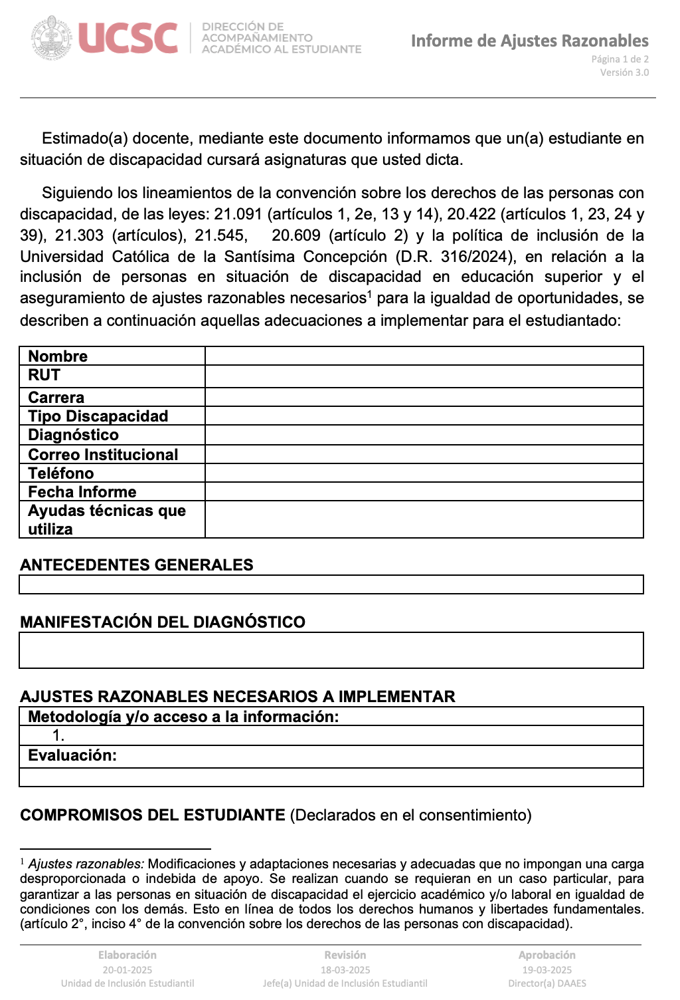 UCSC
DIRECCIÓN DE
ACOMPAÑAMIENTO
ACADÉMICO AL ESTUDIANTE
Informe de Ajustes Razonables
Página 1 de 2
Versión 3.0
Estimado(a) docente, mediante este documento informamos que un(a) estudiante en
situación de discapacidad cursará asignaturas que usted dicta.
Siguiendo los lineamientos de la convención sobre los derechos de las personas con
discapacidad, de las leyes: 21.091 (artículos 1, 2e, 13 y 14), 20.422 (artículos 1, 23, 24 y
39), 21.303 (artículos), 21.545, 20.609 (artículo 2) y la política de inclusión de la
Universidad Católica de la Santísima Concepción (D.R. 316/2024), en relación a la
inclusión de personas en situación de discapacidad en educación superior y el
aseguramiento de ajustes razonables necesarios¹ para la igualdad de oportunidades, se
describen a continuación aquellas adecuaciones a implementar para el estudiantado:
Nombre
RUT
Carrera
Tipo Discapacidad
Diagnóstico
Correo Institucional
Teléfono
Fecha Informe
Ayudas técnicas que
utiliza
ANTECEDENTES GENERALES
MANIFESTACIÓN DEL DIAGNÓSTICO
AJUSTES RAZONABLES NECESARIOS A IMPLEMENTAR
Metodología y/o acceso a la información:
1.
Evaluación:
COMPROMISOS DEL ESTUDIANTE (Declarados en el consentimiento)
¹ Ajustes razonables: Modificaciones y adaptaciones necesarias y adecuadas que no impongan una carga
desproporcionada o indebida de apoyo. Se realizan cuando se requieran en un caso particular, para
garantizar a las personas en situación de discapacidad el ejercicio académico y/o laboral en igualdad de
condiciones con los demás. Esto en línea de todos los derechos humanos y libertades fundamentales.
(artículo 2°, inciso 4° de la convención sobre los derechos de las personas con discapacidad).
Elaboración
20-01-2025
Unidad de Inclusión Estudiantil
Revisión
18-03-2025
Jefe(a) Unidad de Inclusión Estudiantil
Aprobación
19-03-2025
Director(a) DAAES